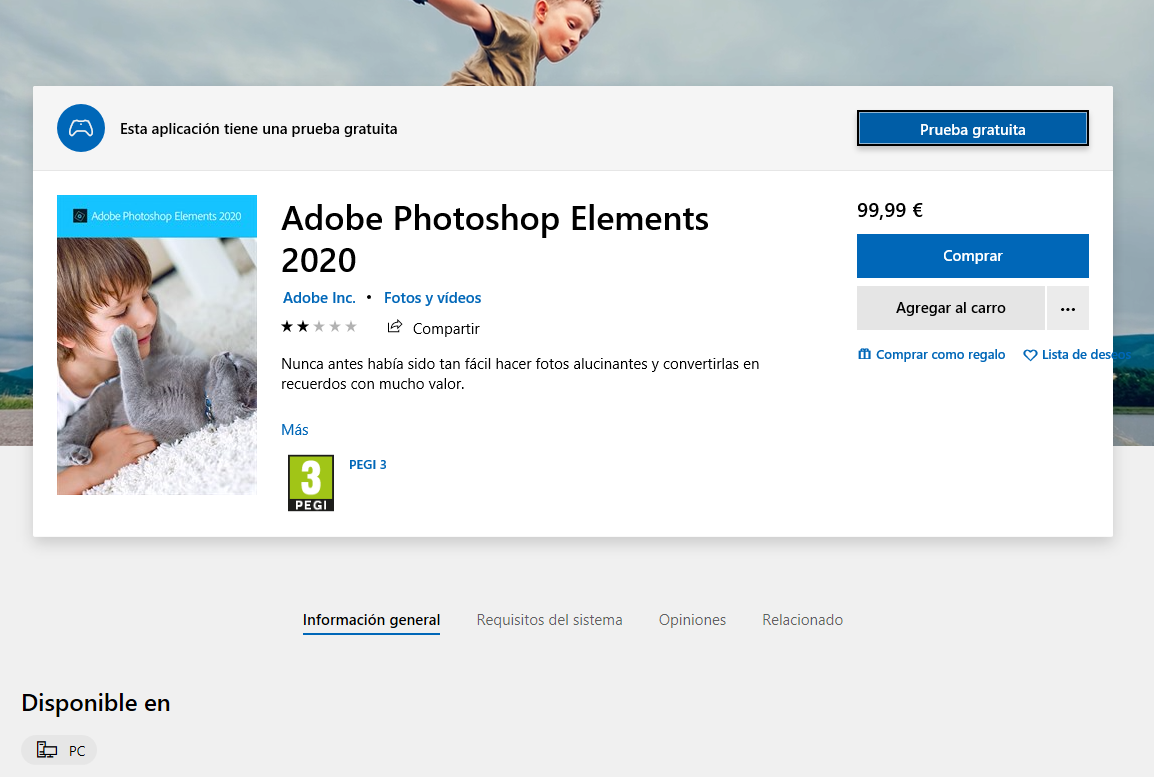 Esta aplicación tiene una prueba gratuita
Prueba gratuita
Adobe Photoshop Elements 2020
Adobe Photoshop Elements
2020
Adobe Inc. • Fotos y vídeos
Compartir
Nunca antes había sido tan fácil hacer fotos alucinantes y convertirlas en
recuerdos con mucho valor.
Más
3
PEGI
PEGI 3
99,99 €
Comprar
Agregar al carro
...
Comprar como regalo
Lista de deseos
Información general
Requisitos del sistema
Opiniones
Relacionado
Disponible en
PC